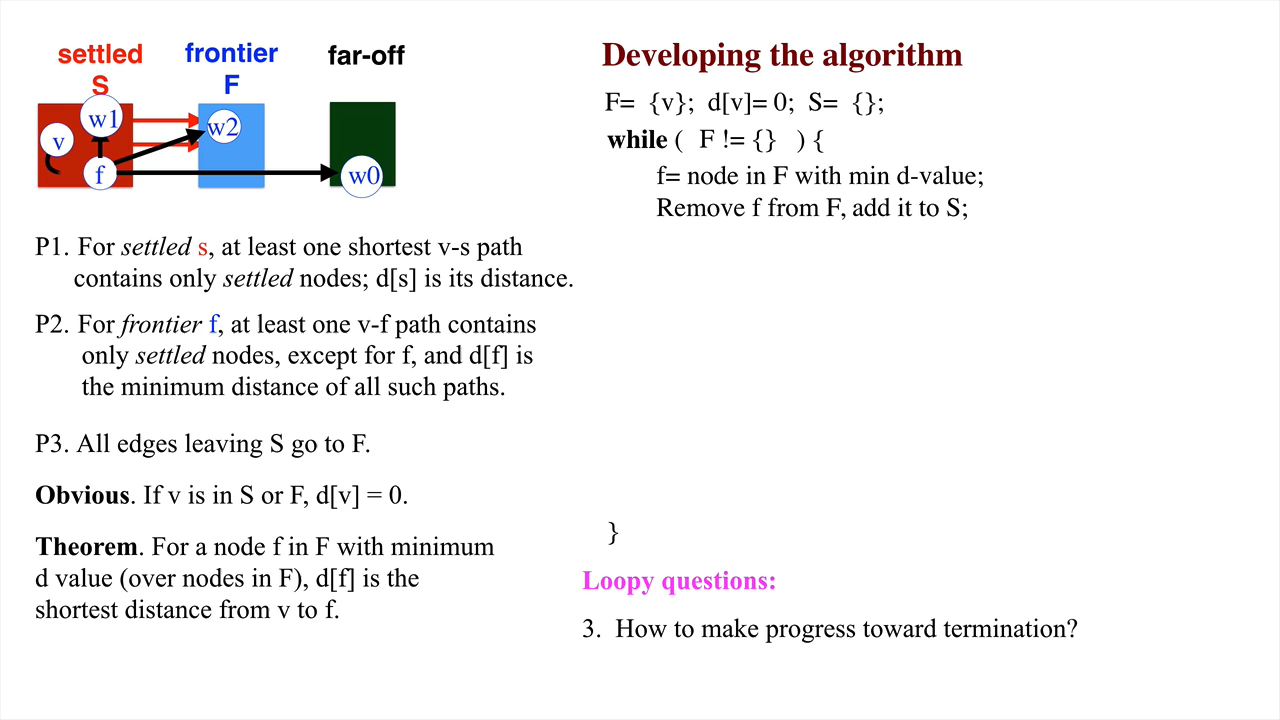 settled
S
frontier
F
far-off
w1
v
f
w2
w0
P1. For settled s, at least one shortest v-s path
contains only settled nodes; d[s] is its distance.
P2. For frontier f, at least one v-f path contains
only settled nodes, except for f, and d[f] is
the minimum distance of all such paths.
P3. All edges leaving S go to F.
Obvious. If v is in S or F, d[v] = 0.
Theorem. For a node f in F with minimum
d value (over nodes in F), d[f] is the
shortest distance from v to f.
Developing the algorithm
F= {v}; d[v]= 0; S= {};
while ( F != {} ) {
f= node in F with min d-value;
Remove f from F, add it to S;
}
Loopy questions:
3. How to make progress toward termination?